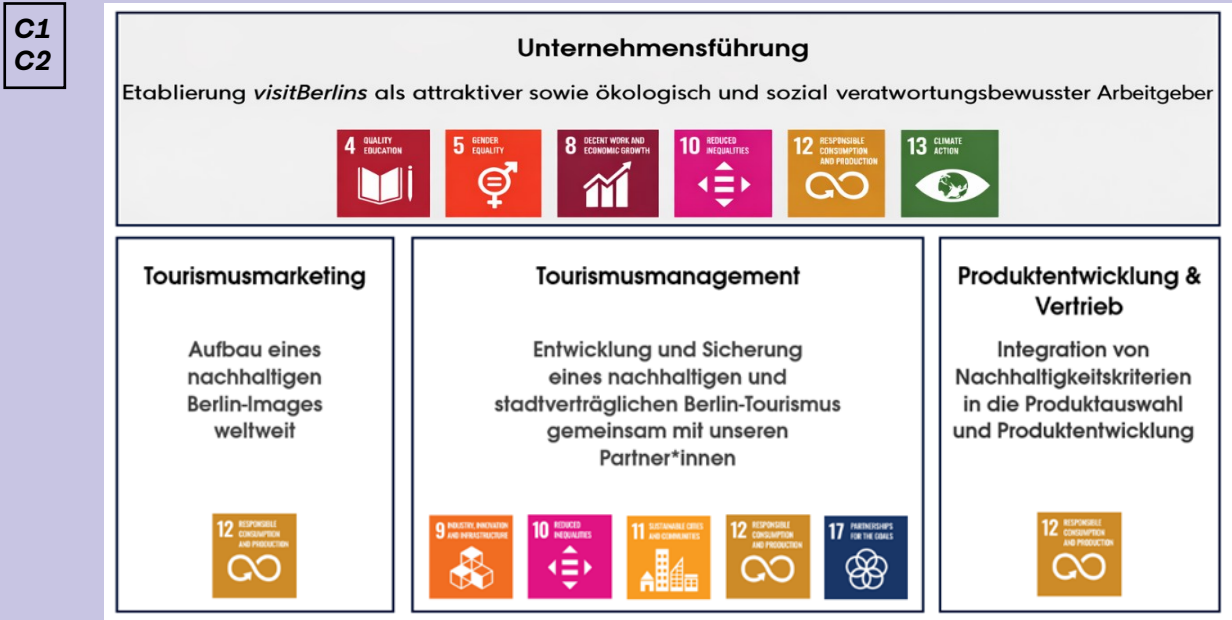 C1
C2
Unternehmensführung
Etablierung visitBerlins als attraktiver sowie ökologisch und sozial veratwortungsbewusster Arbeitgeber
4 QUALITY
EDUCATION
5 GENDER
EQUALITY
8 DECENT WORK AND
ECONOMIC GROWTH
10 REDUCED
INEQUALITIES
12 RESPONSIBLE
CONSUMPTION
AND PRODUCTION
13 CLIMATE
ACTION
Tourismusmarketing
Aufbau eines
nachhaltigen
Berlin-Images
weltweit
12 RESPONSIBLE
CONSUMPTION
AND PRODUCTION
Tourismusmanagement
Entwicklung und Sicherung
eines nachhaltigen und
stadtverträglichen Berlin-Tourismus
gemeinsam mit unseren
Partner*innen
9 INDUSTRY, INNOVATION
AND INFRASTRUCTURE
10 REDUCED
INEQUALITIES
11 SUSTAINABLE CITIES
AND COMMUNITIES
12 RESPONSIBLE
CONSUMPTION
AND PRODUCTION
17 PARTNERSHIPS
FOR THE GOALS
Produktentwicklung &
Vertrieb
Integration von
Nachhaltigkeitskriterien
in die Produktauswahl
und Produktentwicklung
12 RESPONSIBLE
CONSUMPTION
AND PRODUCTION